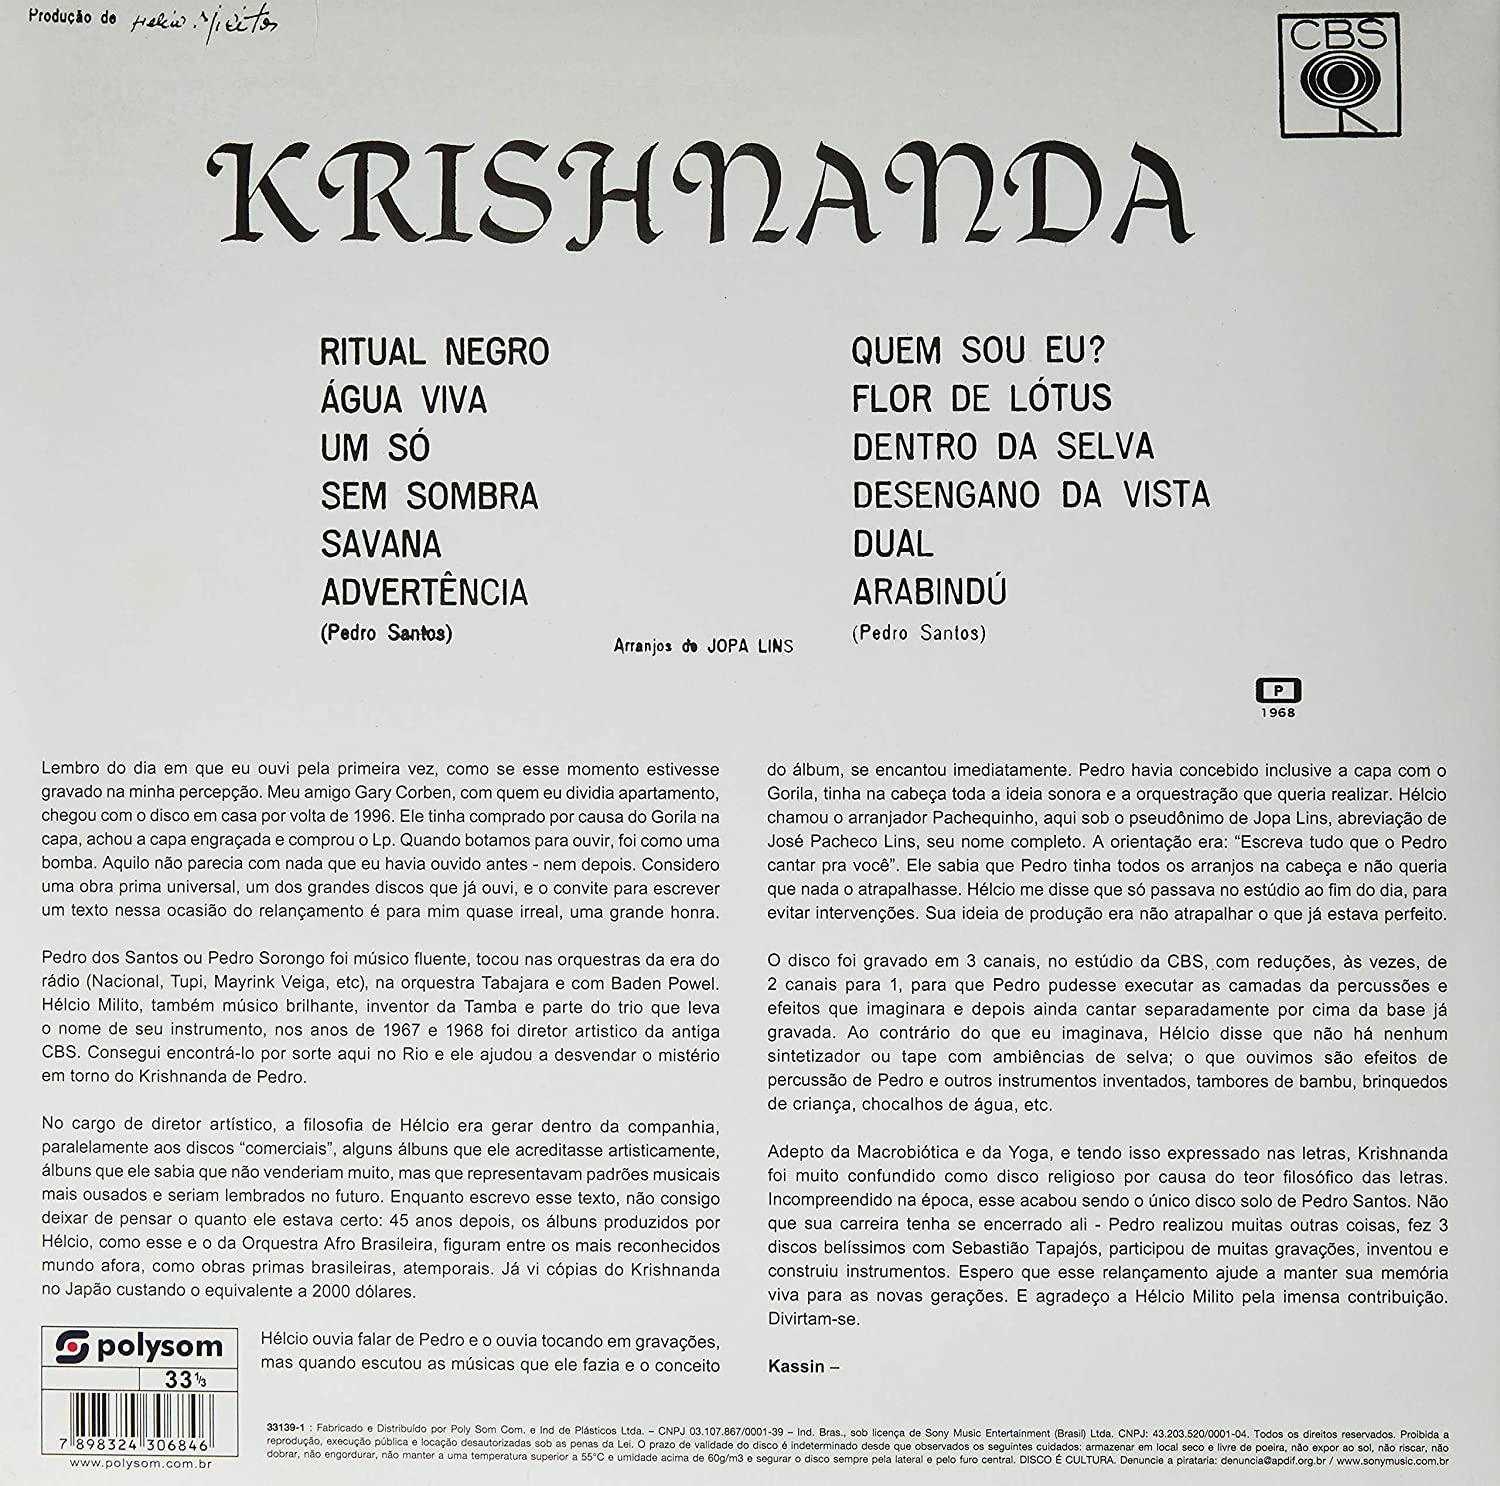 Produção de Hélcio Milito
CBS
KRISHNANDA
RITUAL NEGRO
ÁGUA VIVA
UM SÓ
SEM SOMBRA
SAVANA
ADVERTÊNCIA
(Pedro Santos)
QUEM SOU EU?
FLOR DE LÓTUS
DENTRO DA SELVA
DESENGANO DA VISTA
DUAL
ARABINDÚ
(Pedro Santos)
Arranjos de JOPA LINS
P
1968
Lembro do dia em que eu ouvi pela primeira vez, como se esse momento estivesse
gravado na minha percepção. Meu amigo Gary Corben, com quem eu dividia apartamento,
chegou com o disco em casa por volta de 1996. Ele tinha comprado por causa do Gorila na
capa, achou a capa engraçada e comprou o Lp. Quando botamos para ouvir, foi como uma
bomba. Aquilo não parecia com nada que eu havia ouvido antes - nem depois. Considero
uma obra prima universal, um dos grandes discos que já ouvi, e o convite para escrever
um texto nessa ocasião do relançamento é para mim quase irreal, uma grande honra.
Pedro dos Santos ou Pedro Sorongo foi músico fluente, tocou nas orquestras da era do
rádio (Nacional, Tupi, Mayrink Veiga, etc), na orquestra Tabajara e com Baden Powel.
Hélcio Milito, também músico brilhante, inventor da Tamba e parte do trio que leva
o nome de seu instrumento, nos anos de 1967 e 1968 foi diretor artistico da antiga
CBS. Consegui encontrá-lo por sorte aqui no Rio e ele ajudou a desvendar o mistério
em torno do Krishnanda de Pedro.
No cargo de diretor artístico, a filosofia de Hélcio era gerar dentro da companhia,
paralelamente aos discos “comerciais”, alguns álbuns que ele acreditasse artisticamente,
álbuns que ele sabia que não venderiam muito, mas que representavam padrões musicais
mais ousados e seriam lembrados no futuro. Enquanto escrevo esse texto, não consigo
deixar de pensar o quanto ele estava certo: 45 anos depois, os álbuns produzidos por
Hélcio, como esse e o da Orquestra Afro Brasileira, figuram entre os mais reconhecidos
mundo afora, como obras primas brasileiras, atemporais. Já vi cópias do Krishnanda
no Japão custando o equivalente a 2000 dólares.
Hélcio ouvia falar de Pedro e o ouvia tocando em gravações,
mas quando escutou as músicas que ele fazia e o conceito
do álbum, se encantou imediatamente. Pedro havia concebido inclusive a capa com o
Gorila, tinha na cabeça toda a ideia sonora e a orquestração que queria realizar. Hélcio
chamou o arranjador Pachequinho, aqui sob o pseudônimo de Jopa Lins, abreviação de
José Pacheco Lins, seu nome completo. A orientação era: “Escreva tudo que o Pedro
cantar pra você”. Ele sabia que Pedro tinha todos os arranjos na cabeça e não queria
que nada o atrapalhasse. Hélcio me disse que só passava no estúdio ao fim do dia, para
evitar intervenções. Sua ideia de produção era não atrapalhar o que já estava perfeito.
O disco foi gravado em 3 canais, no estúdio da CBS, com reduções, às vezes, de
2 canais para 1, para que Pedro pudesse executar as camadas da percussões e
efeitos que imaginara e depois ainda cantar separadamente por cima da base já
gravada. Ao contrário do que eu imaginava, Hélcio disse que não há nenhum
sintetizador ou tape com ambiências de selva; o que ouvimos são efeitos de
percussão de Pedro e outros instrumentos inventados, tambores de bambu, brinquedos
de criança, chocalhos de água, etc.
Adepto da Macrobiótica e da Yoga, e tendo isso expressado nas letras, Krishnanda
foi muito confundido como disco religioso por causa do teor filosófico das letras.
Incompreendido na época, esse acabou sendo o único disco solo de Pedro Santos. Não
que sua carreira tenha se encerrado ali - Pedro realizou muitas outras coisas, fez 3
discos belíssimos com Sebastião Tapajós, participou de muitas gravações, inventou e
construiu instrumentos. Espero que esse relançamento ajude a manter sua memória
viva para as novas gerações. E agradeço a Hélcio Milito pela imensa contribuição.
Divirtam-se.
Kassin –
polysom
33 1/3
7 898324 306846
www.polysom.com.br
33139-1 : Fabricado e Distribuído por Poly Som Com. e Ind de Plásticos Ltda. – CNPJ 03.107.867/0001-39 – Ind. Bras., sob licença de Sony Music Entertainment (Brasil) Ltda. CNPJ: 43.203.520/0001-04. Todos os direitos reservados. Proibida a
reprodução, execução pública e locação desautorizadas sob as penas da Lei. O prazo de validade do disco é indeterminado desde que observados os seguintes cuidados: armazenar em local seco e livre de poeira, não expor ao sol, não riscar, não
dobrar, não engordurar, não manter a uma temperatura superior a 55°C e umidade acima de 60g/m3 e segurar o disco sempre pela lateral e pelo furo central. DISCO É CULTURA. Denuncie a pirataria: denuncia@apdif.org.br / www.sonymusic.com.br